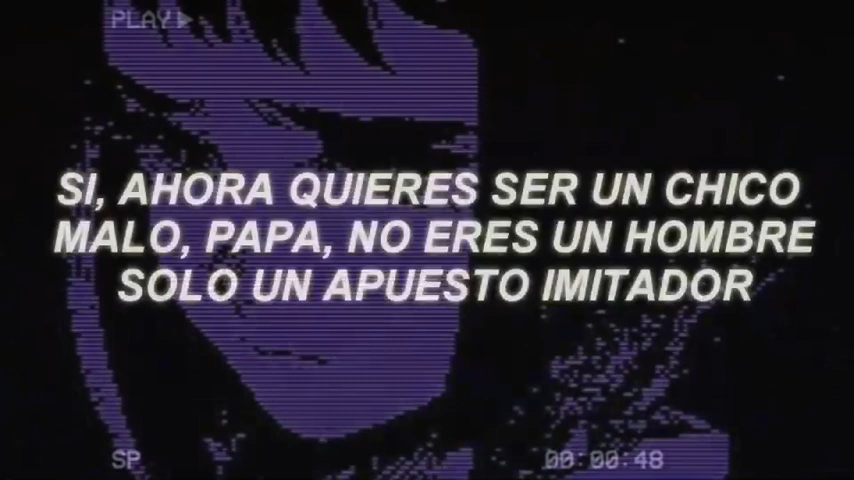 PLAY
SI, AHORA QUIERES SER UN CHICO
MALO, PAPA, NO ERES UN HOMBRE
SOLO UN APUESTO IMITADOR
SP
00:00:48